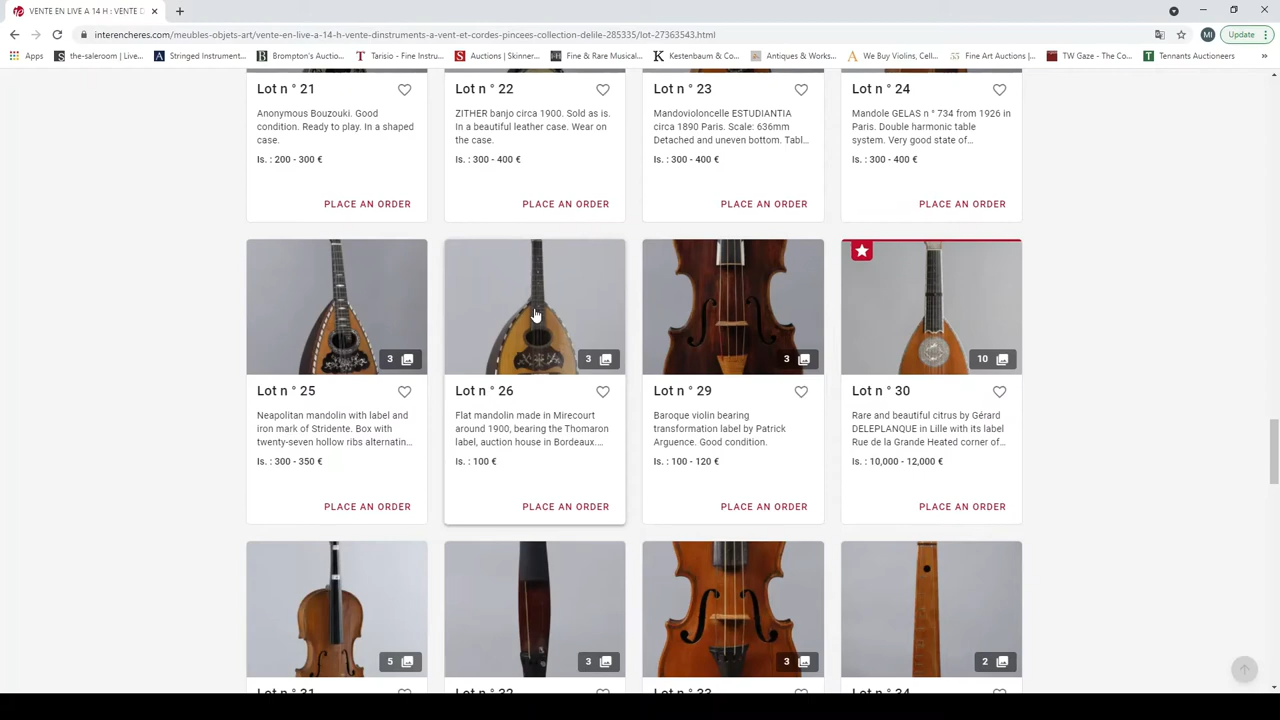 VENTE EN LIVE A 14 H : VENTE D
interencheres.com/meubles-objets-art/vente-en-live-a-14-h-vente-dinstruments-a-vent-et-cordes-pincees-collection-delile-285335/lot-27363543.html
MI
Update
Apps
the-saleroom | Live...
Stringed Instrument...
Brompton's Auctio...
Tarisio - Fine Instru...
Auctions | Skinner...
Fine & Rare Musical...
Kestenbaum & Co...
Antiques & Works...
We Buy Violins, Cell...
Fine Art Auctions |...
TW Gaze - The Co...
Tennants Auctioneers
»
Lot n ° 21
Anonymous Bouzouki. Good
condition. Ready to play. In a shaped
case.
Is. : 200 - 300 €
PLACE AN ORDER
Lot n ° 22
ZITHER banjo circa 1900. Sold as is.
In a beautiful leather case. Wear on
the case.
Is. : 300 - 400 €
PLACE AN ORDER
Lot n ° 23
Mandovioloncelle ESTUDIANTIA
circa 1890 Paris. Scale: 636mm
Detached and uneven bottom. Tabl...
Is. : 300 - 400 €
PLACE AN ORDER
Lot n ° 24
Mandole GELAS n ° 734 from 1926 in
Paris. Double harmonic table
system. Very good state of...
Is. : 300 - 400 €
PLACE AN ORDER
3
Lot n ° 25
Neapolitan mandolin with label and
iron mark of Stridente. Box with
twenty-seven hollow ribs alternatin...
Is. : 300 - 350 €
PLACE AN ORDER
3
Lot n ° 26
Flat mandolin made in Mirecourt
around 1900, bearing the Thomaron
label, auction house in Bordeaux....
Is. : 100 €
PLACE AN ORDER
3
Lot n ° 29
Baroque violin bearing
transformation label by Patrick
Arguence. Good condition.
Is. : 100 - 120 €
PLACE AN ORDER
10
Lot n ° 30
Rare and beautiful citrus by Gérard
DELEPLANQUE in Lille with its label
Rue de la Grande Heated corner of...
Is. : 10,000 - 12,000 €
PLACE AN ORDER
5
Lot n ° 31
3
Lot n ° 32
3
Lot n ° 33
2
Lot n ° 34